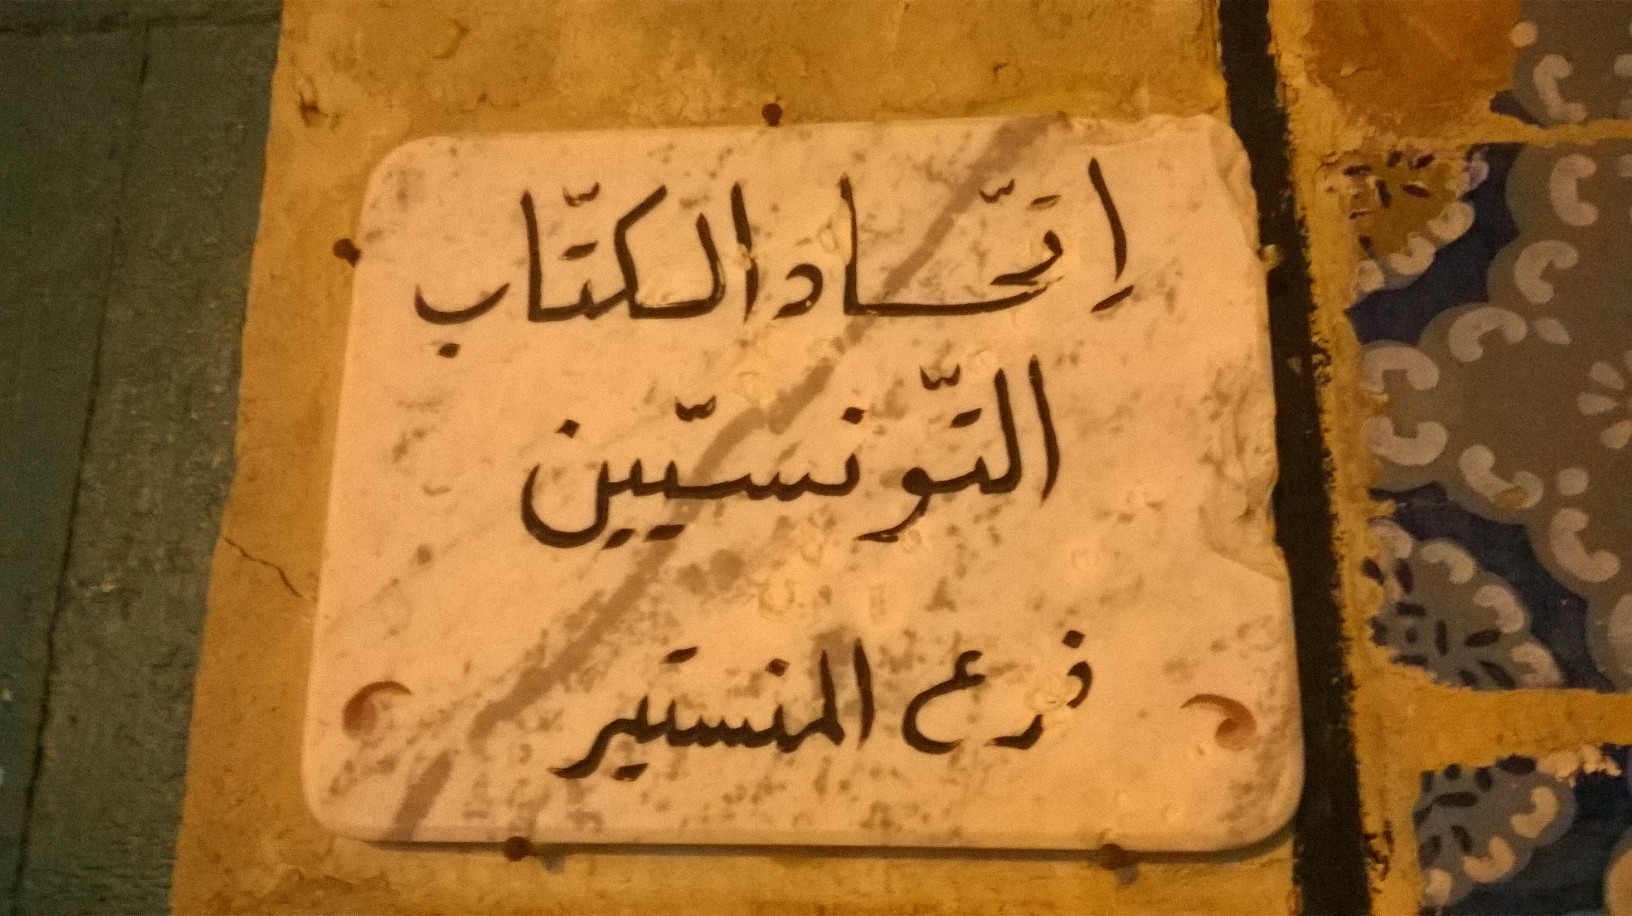 اِتّحاد الكتّاب
التّونسيّين
فرع المنستير